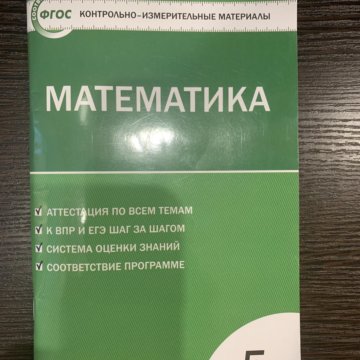 ФГОС
КОНТРОЛЬНО-ИЗМЕРИТЕЛЬНЫЕ МАТЕРИАЛЫ
МАТЕМАТИКА
АТТЕСТАЦИЯ ПО ВСЕМ ТЕМАМ
К ВПР И ЕГЭ ШАГ ЗА ШАГОМ
СИСТЕМА ОЦЕНКИ ЗНАНИЙ
СООТВЕТСТВИЕ ПРОГРАММЕ